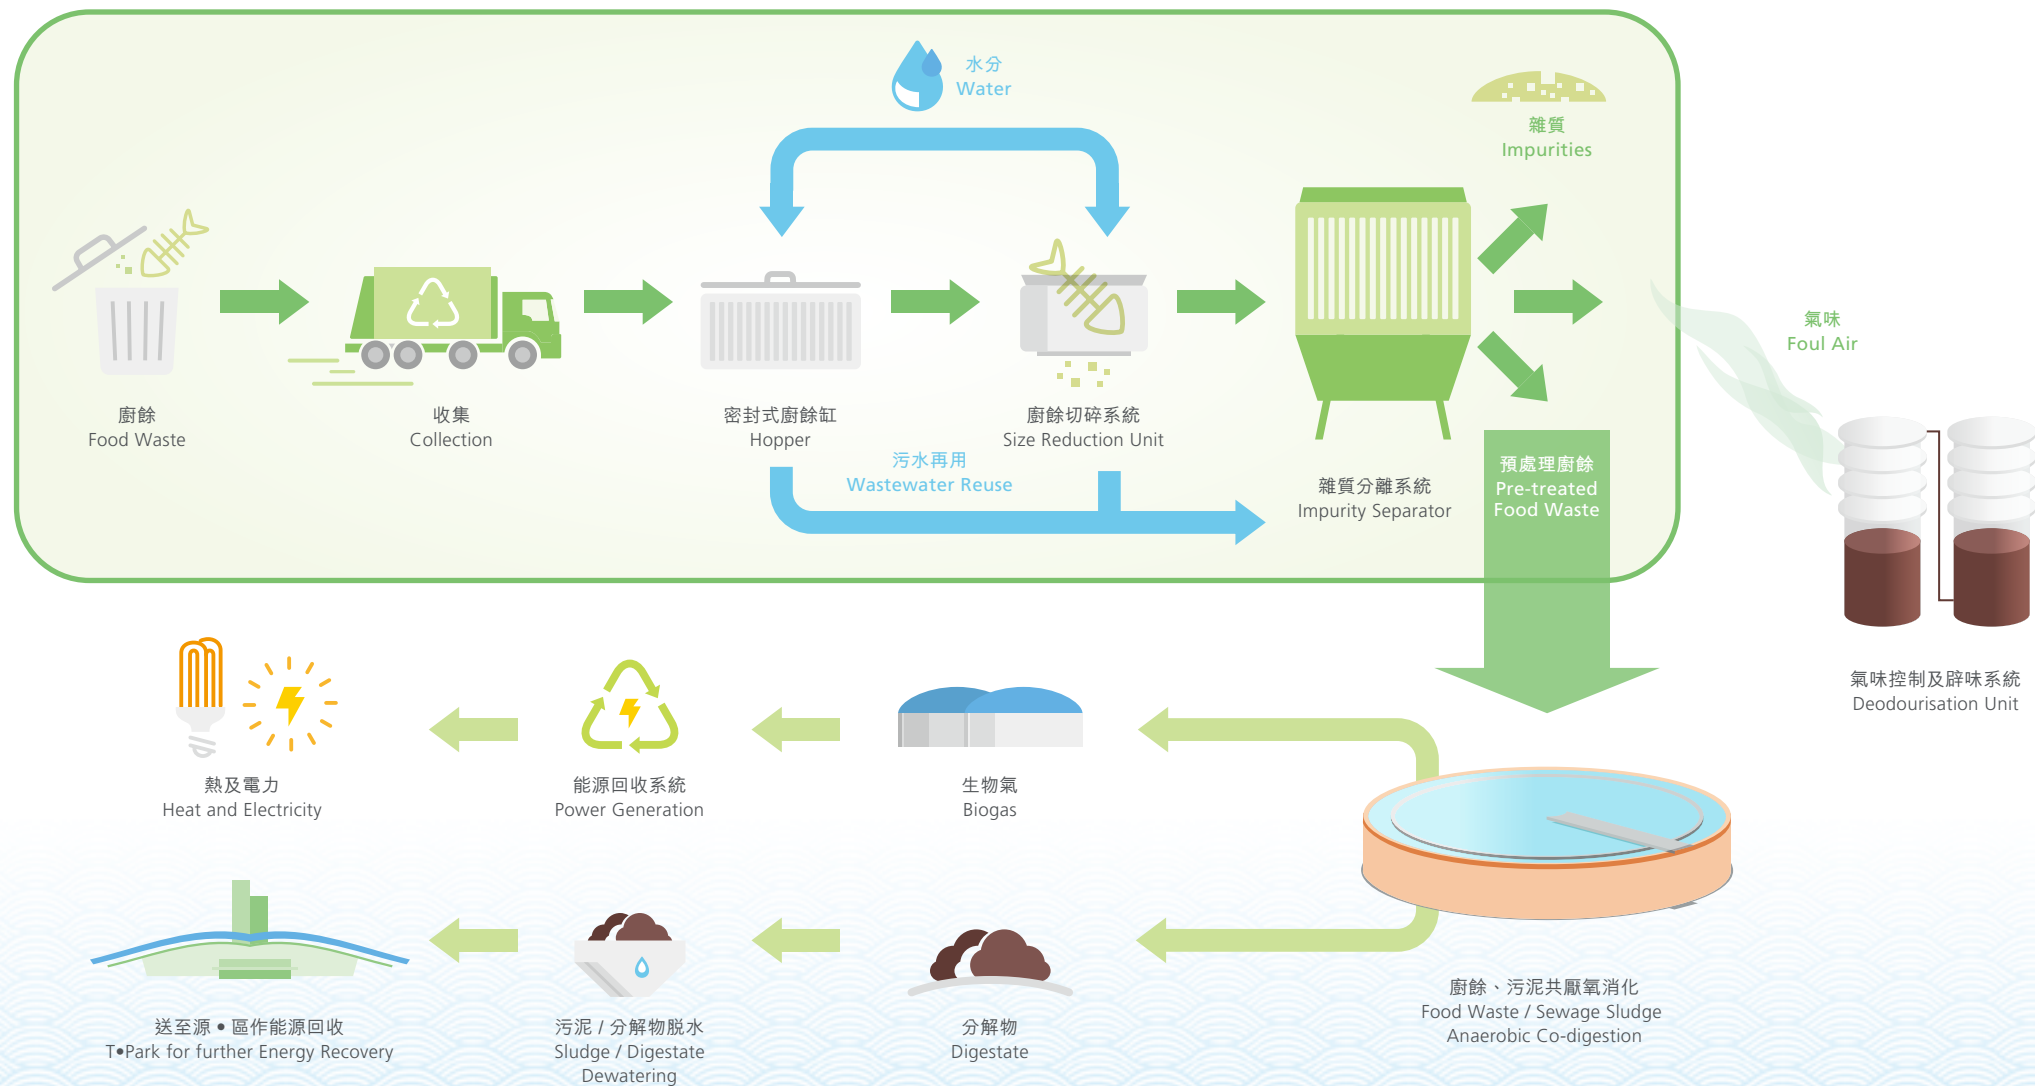 水分
Water
雜質
Impurities
氣味
Foul Air
廚餘
Food Waste
收集
Collection
密封式廚餘缸
Hopper
廚餘切碎系統
Size Reduction Unit
污水再用
Wastewater Reuse
雜質分離系統
Impurity Separator
預處理廚餘
Pre-treated
Food Waste
氣味控制及辟味系統
Deodourisation Unit
熱及電力
Heat and Electricity
能源回收系統
Power Generation
生物氣
Biogas
廚餘、污泥共厭氧消化
Food Waste / Sewage Sludge
Anaerobic Co-digestion
送至源•區作能源回收
T•Park for further Energy Recovery
污泥 / 分解物脱水
Sludge / Digestate
Dewatering
分解物
Digestate